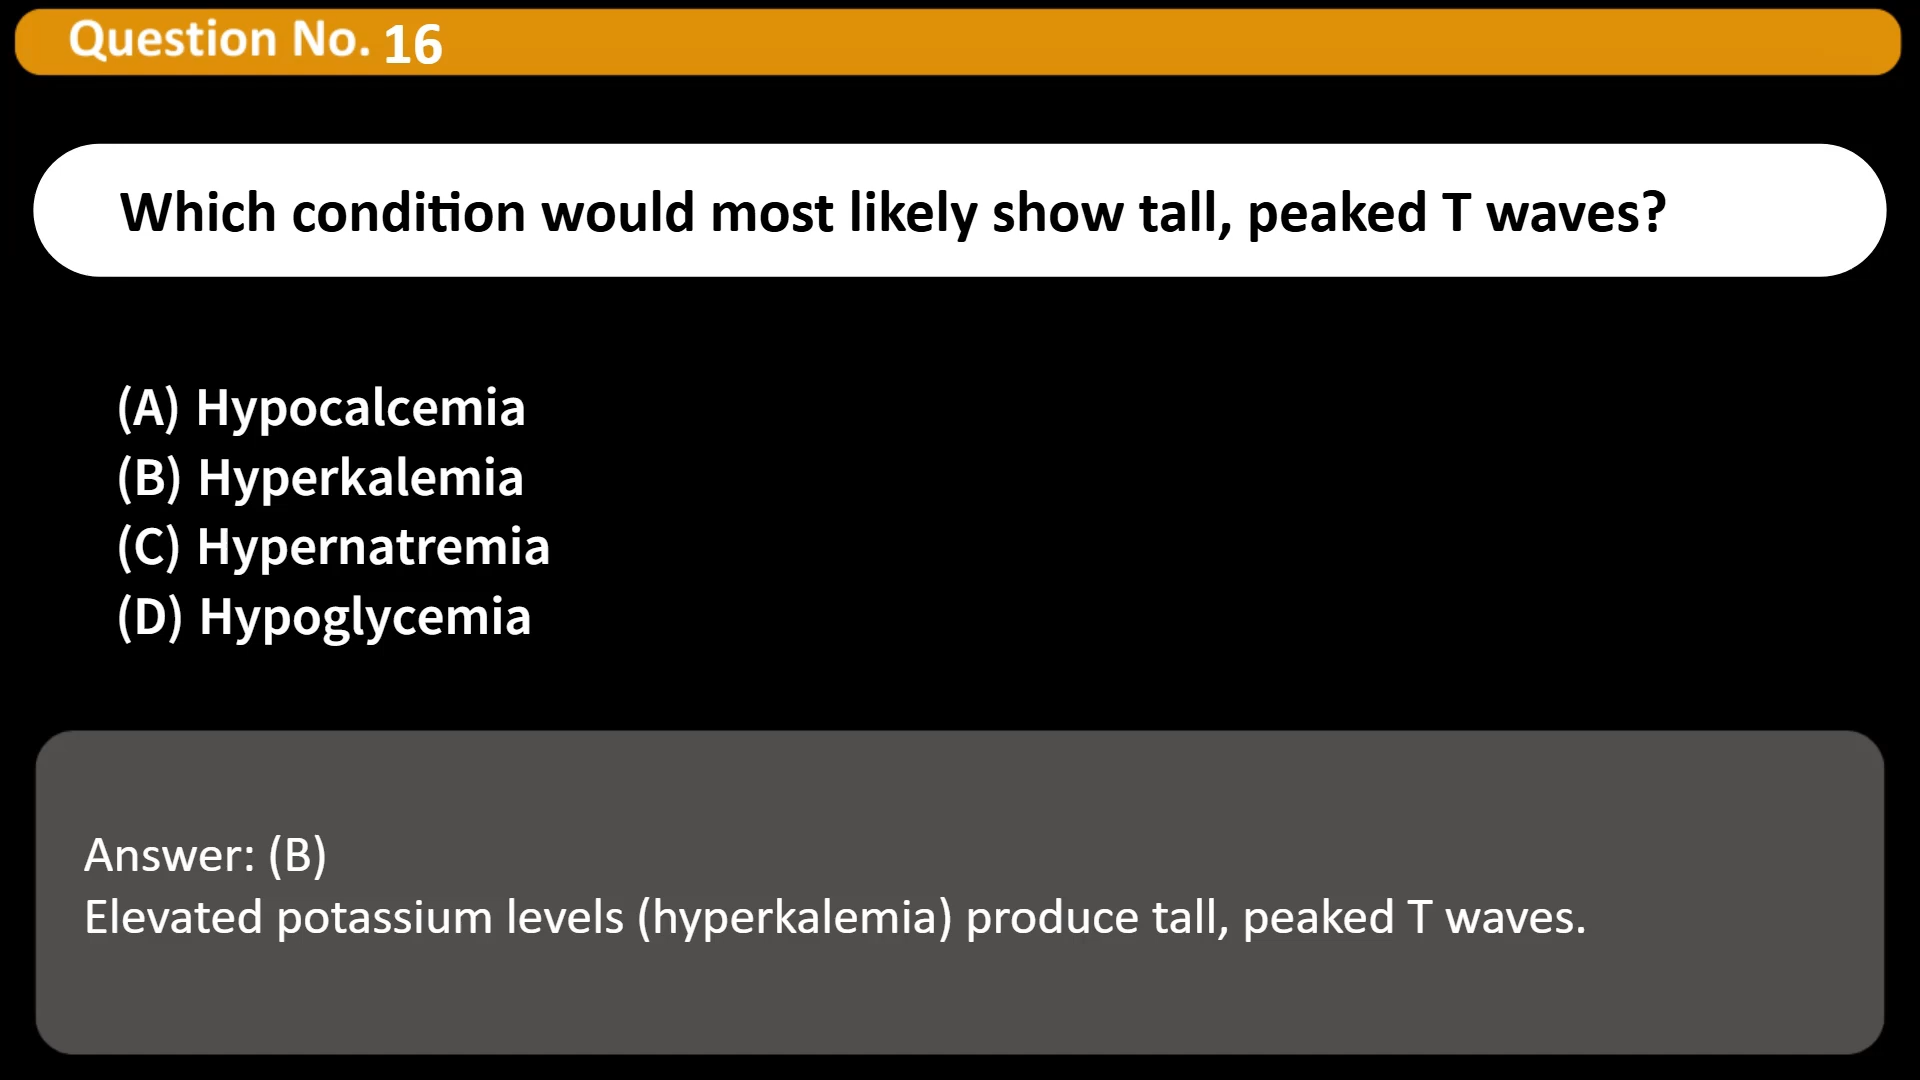 Question No. 16
Which condition would most likely show tall, peaked T waves?
(A) Hypocalcemia
(B) Hyperkalemia
(C) Hypernatremia
(D) Hypoglycemia
Answer: (B)
Elevated potassium levels (hyperkalemia) produce tall, peaked T waves.